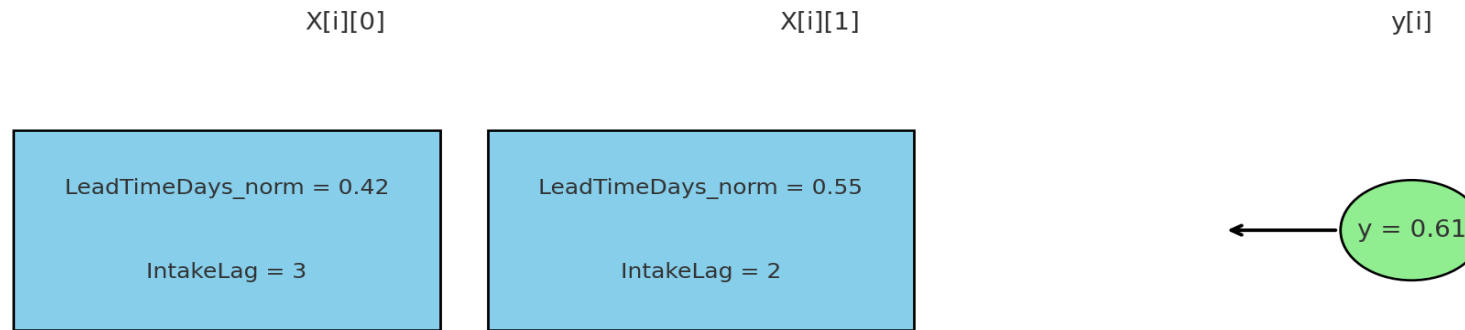 X[i][0]
X[i][1]
y[i]
LeadTimeDays_norm = 0.42
IntakeLag = 3
LeadTimeDays_norm = 0.55
IntakeLag = 2
y = 0.61